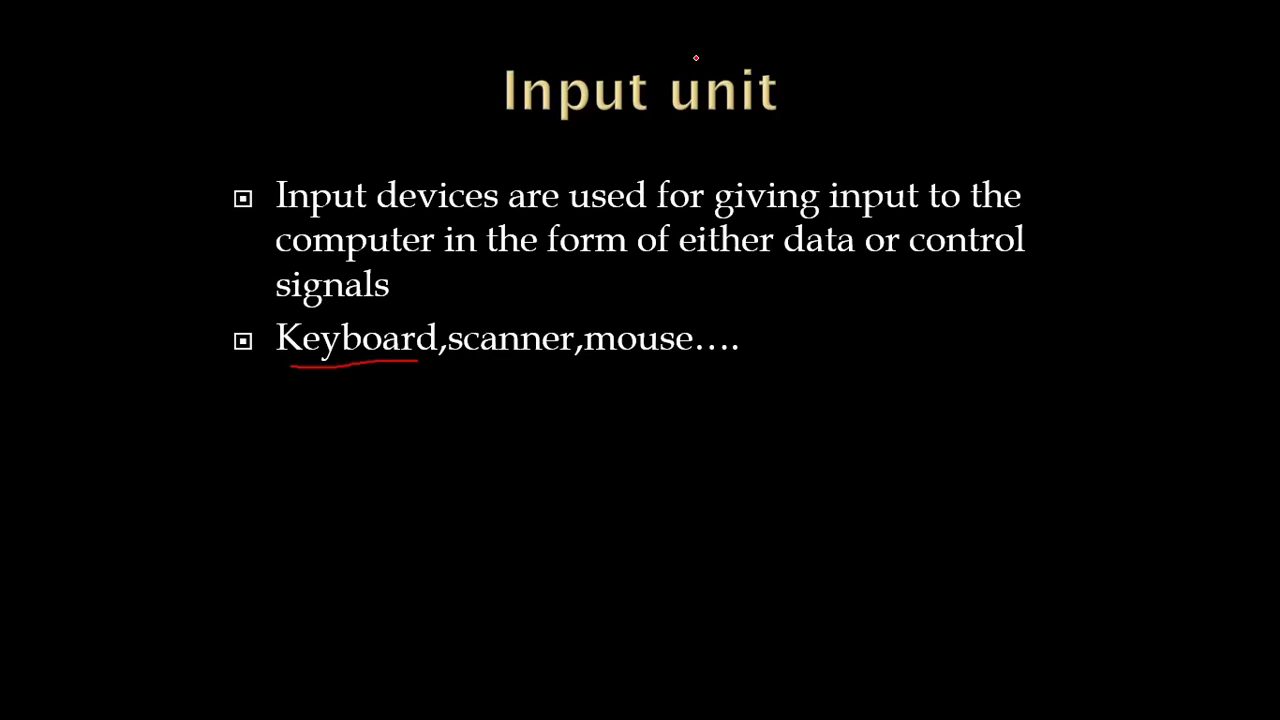 Input unit
Input devices are used for giving input to the
computer in the form of either data or control
signals
Keyboard,scanner,mouse….